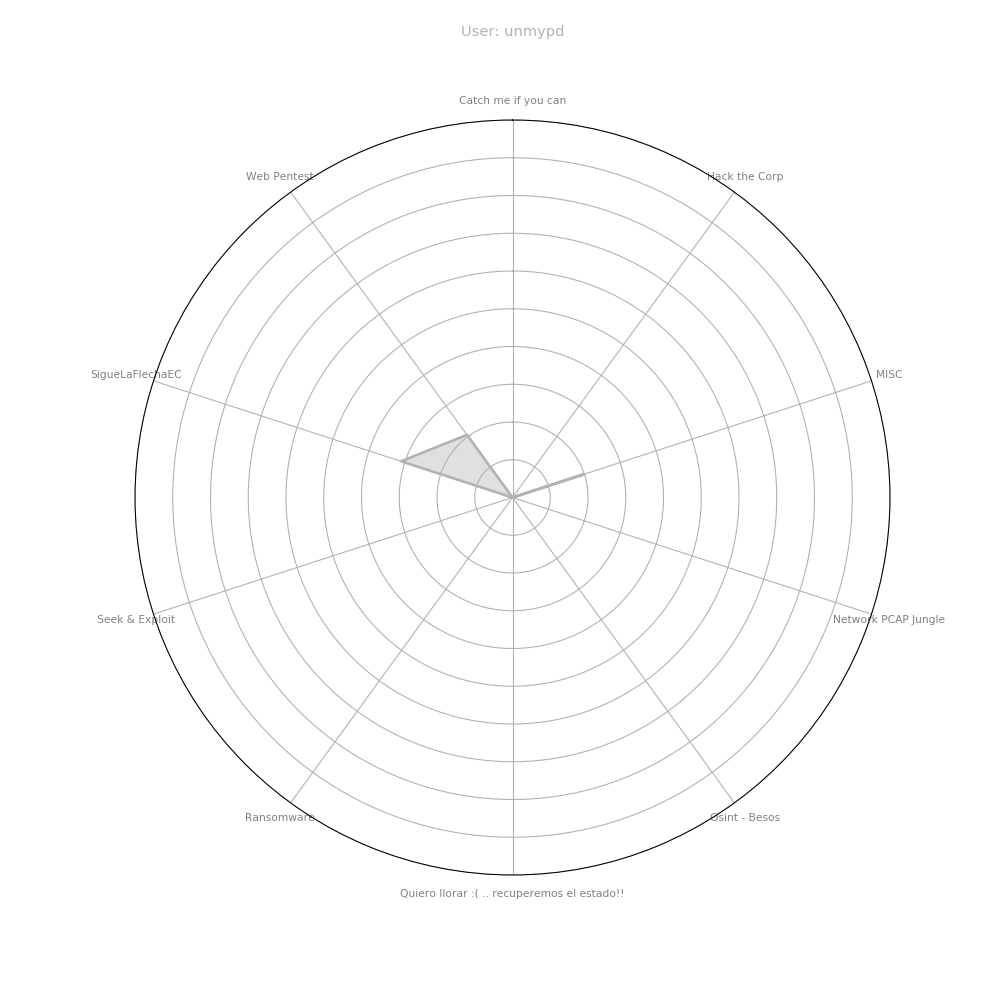 User: unmypd
Catch me if you can
Web Pentest
Hack the Corp
SigueLaFlechaEC
MISC
Seek & Exploit
Network PCAP Jungle
Ransomware
Osint - Besos
Quiero llorar :( .. recuperemos el estado!!